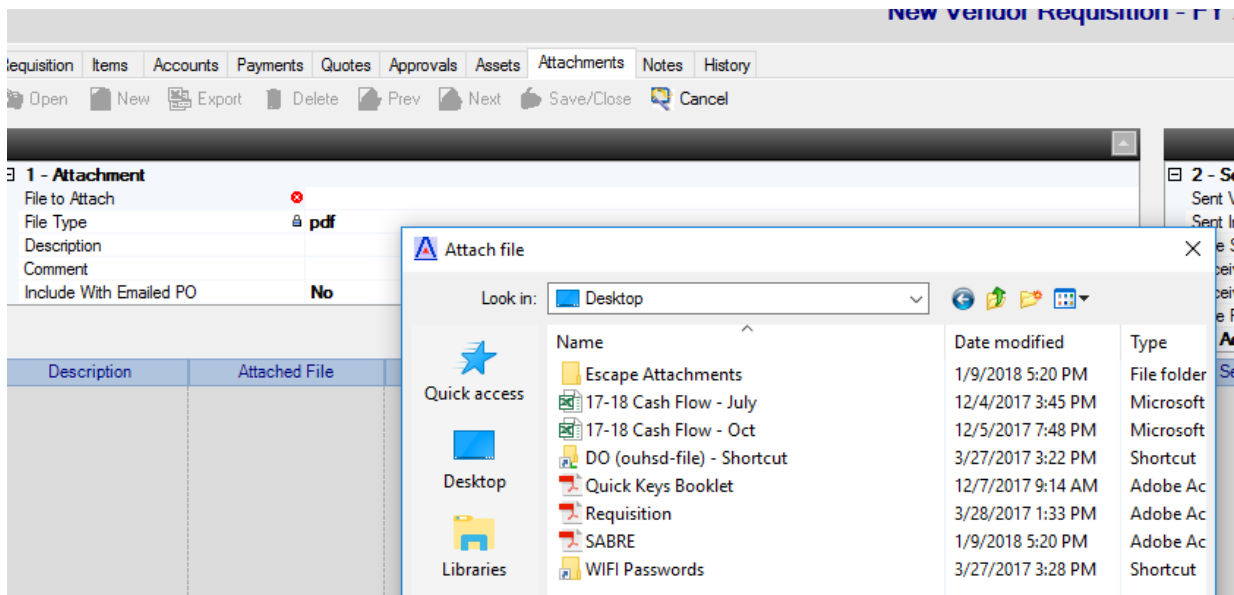 New Vendor Requisition - FY
Requisition Items Accounts Payments Quotes Approvals Assets Attachments Notes History
Open New Export Delete Prev Next Save/Close Cancel
1 - Attachment
File to Attach
File Type pdf
Description
Comment
Include With Emailed PO No
2 - S
Sent
Sent
Description Attached File
Attach file
Look in: Desktop
Name Date modified Type
Escape Attachments 1/9/2018 5:20 PM File folder
17-18 Cash Flow - July 12/4/2017 3:45 PM Microsoft
17-18 Cash Flow - Oct 12/5/2017 7:48 PM Microsoft
DO (ouhsd-file) - Shortcut 3/27/2017 3:22 PM Shortcut
Quick Keys Booklet 12/7/2017 9:14 AM Adobe Ac
Requisition 3/28/2017 1:33 PM Adobe Ac
SABRE 1/9/2018 5:20 PM Adobe Ac
WIFI Passwords 3/27/2017 3:28 PM Shortcut
Quick access
Desktop
Libraries